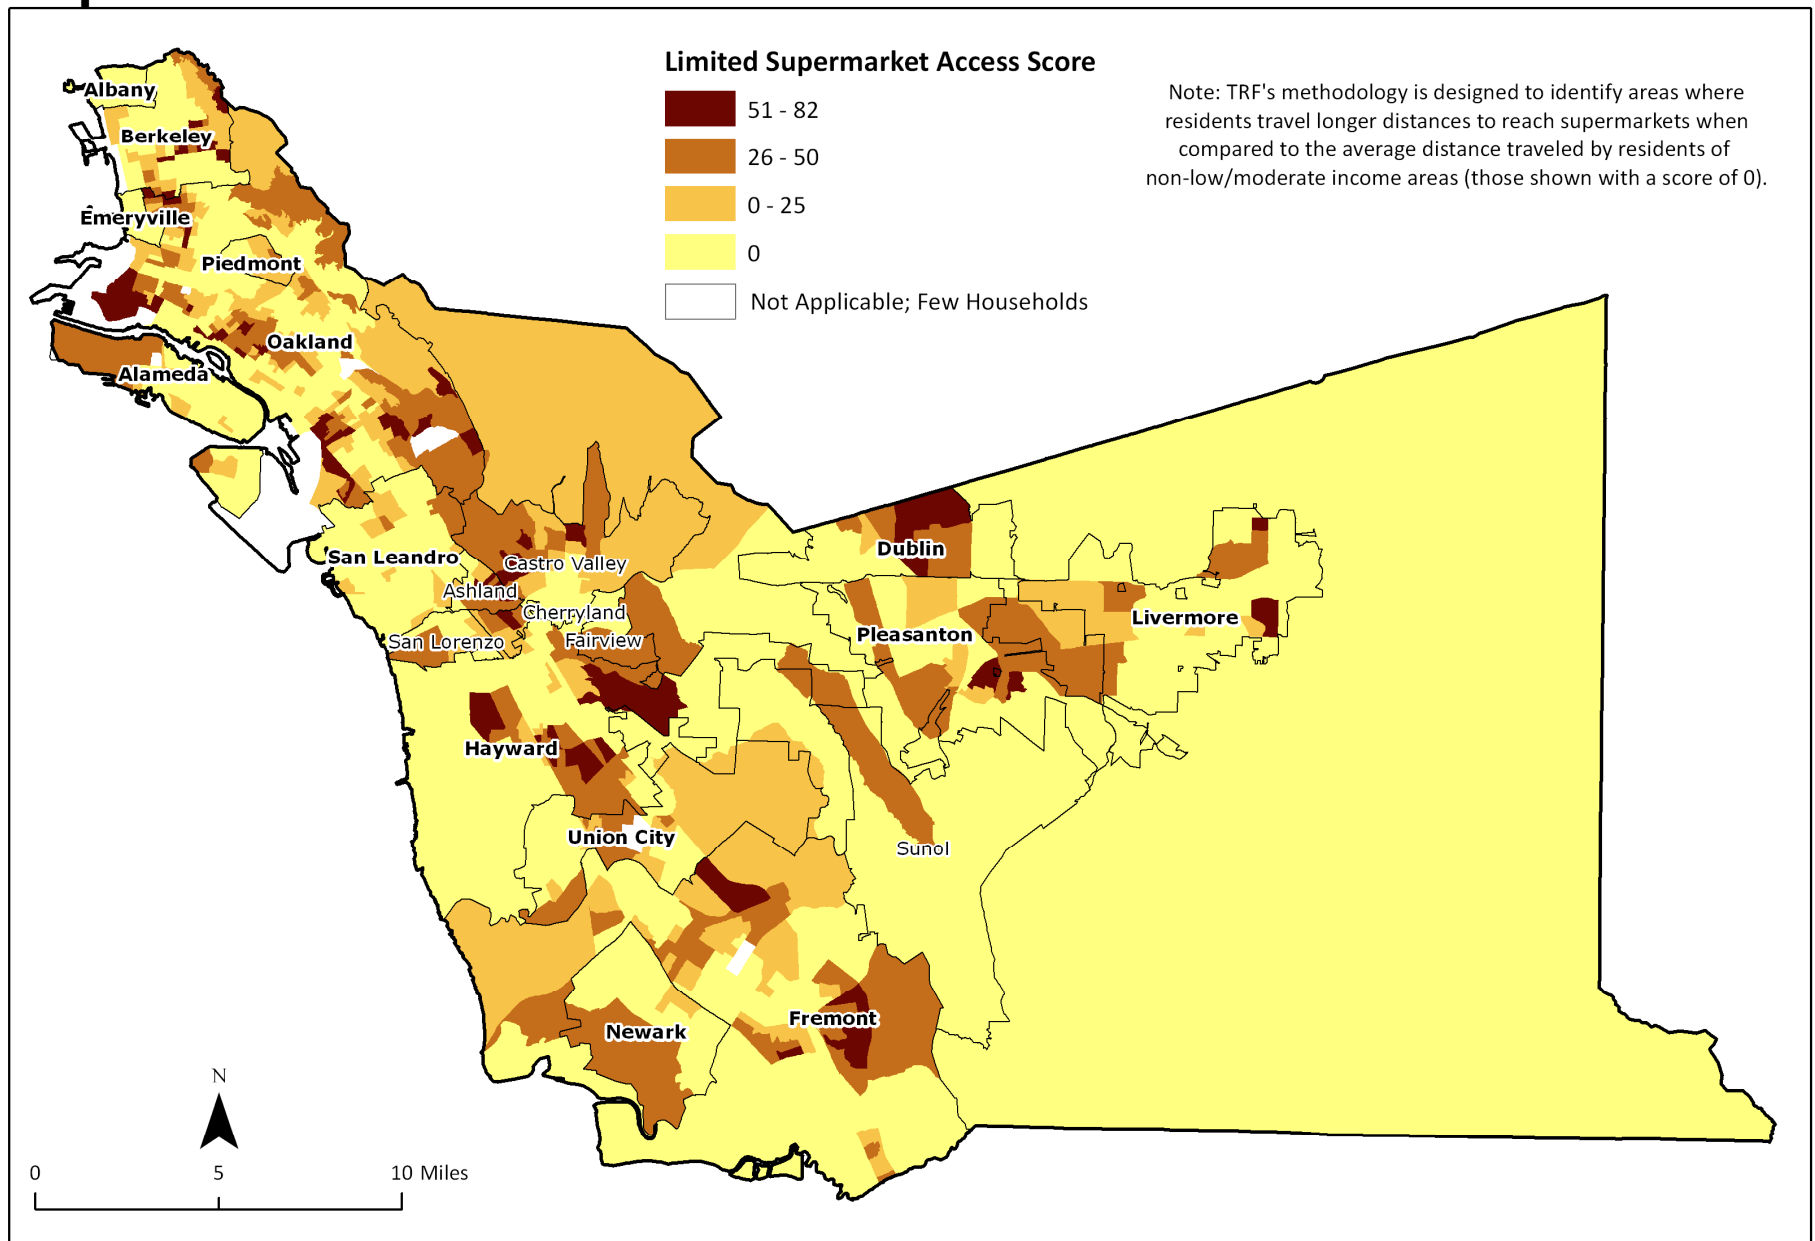 Limited Supermarket Access Score
51 - 82
26 - 50
0 - 25
0
Not Applicable; Few Households
Note: TRF's methodology is designed to identify areas where
residents travel longer distances to reach supermarkets when
compared to the average distance traveled by residents of
non-low/moderate income areas (those shown with a score of 0).
Albany
Berkeley
Emeryville
Piedmont
Oakland
Alameda
San Leandro
Castro Valley
Ashland
Cherryland
San Lorenzo
Fairview
Dublin
Pleasanton
Livermore
Hayward
Union City
Sunol
Fremont
Newark
N
0 5 10 Miles